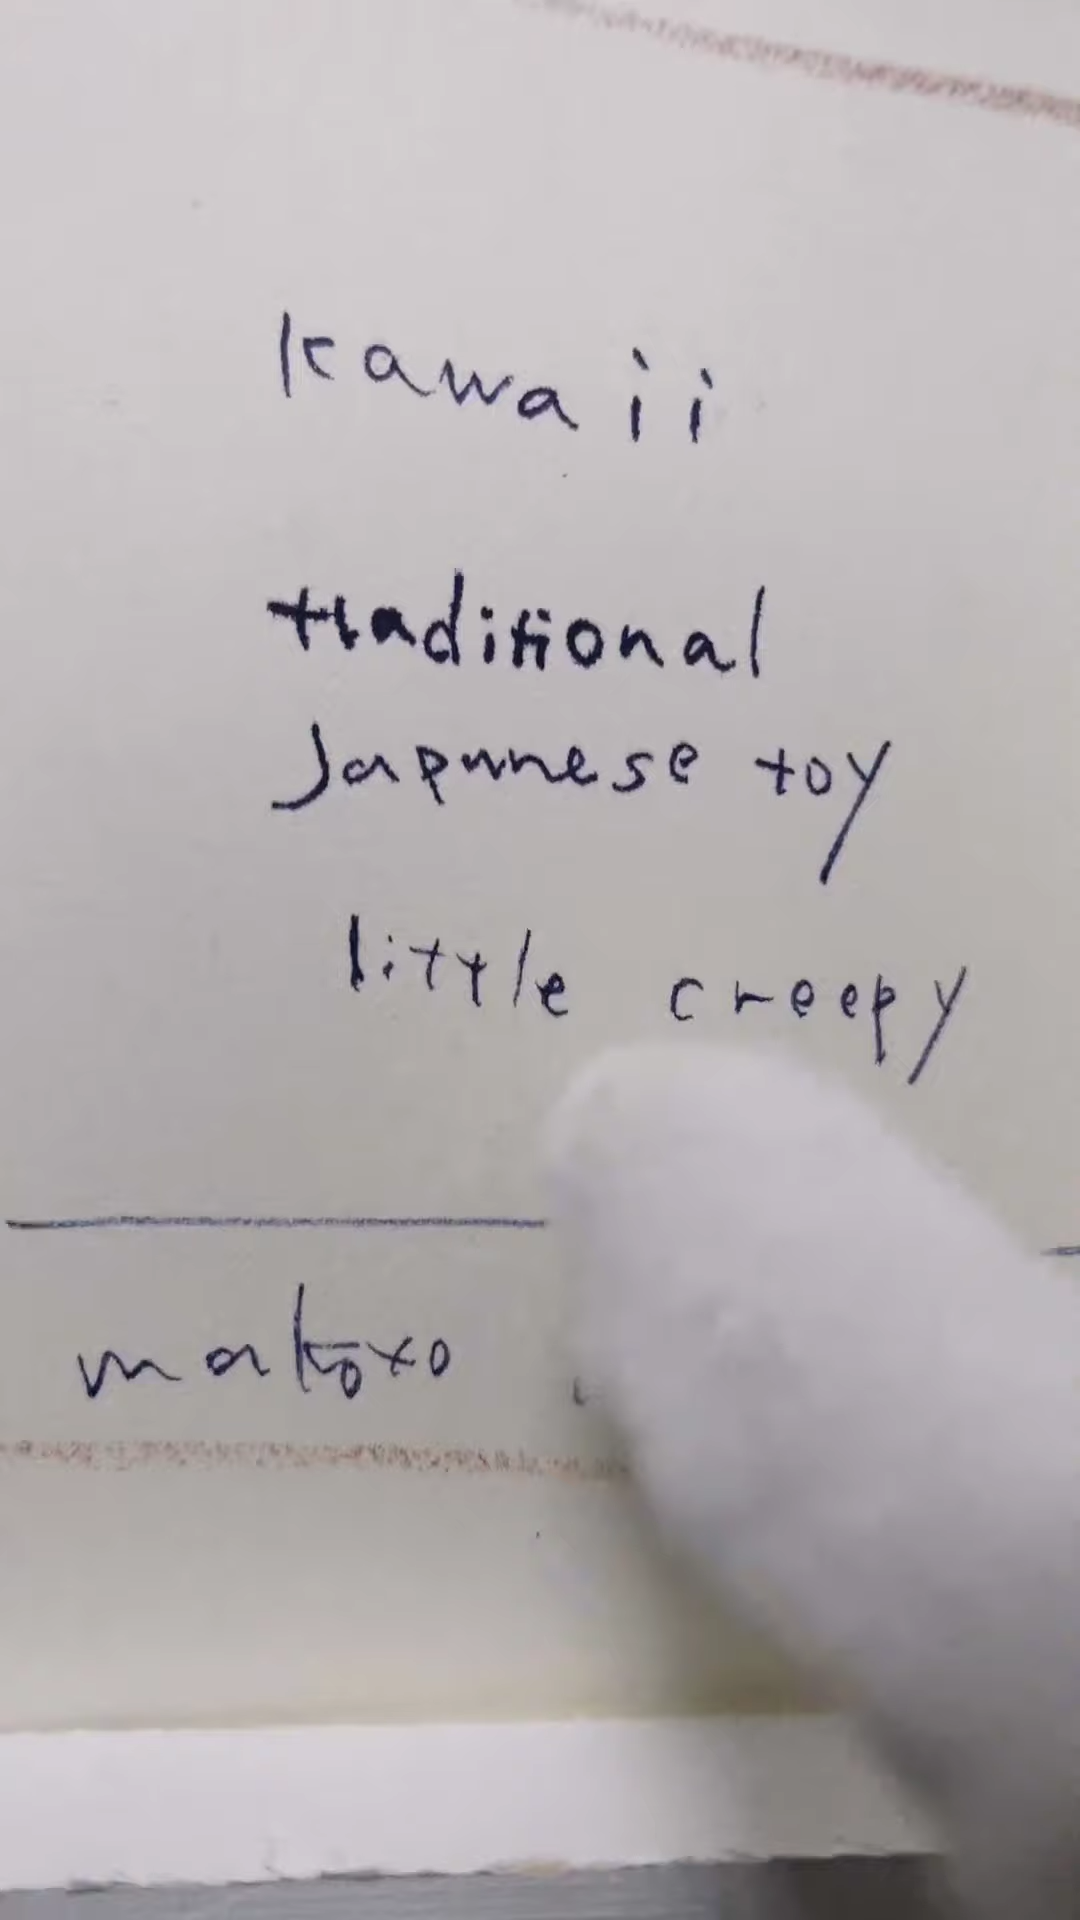 kawaii
traditional
Japanese toy
little creepy
makoto